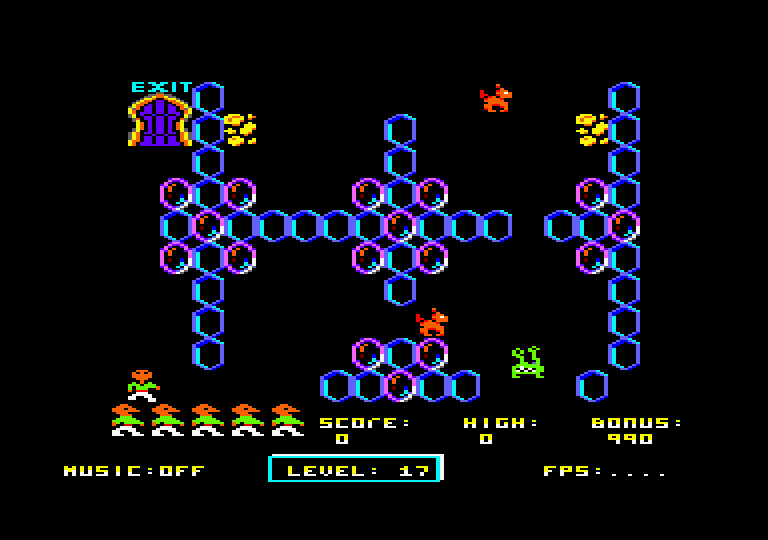 EXIT
SCORE: HIGH: BONUS:
0 0 990
MUSIC:OFF LEVEL: 17 FPS:....